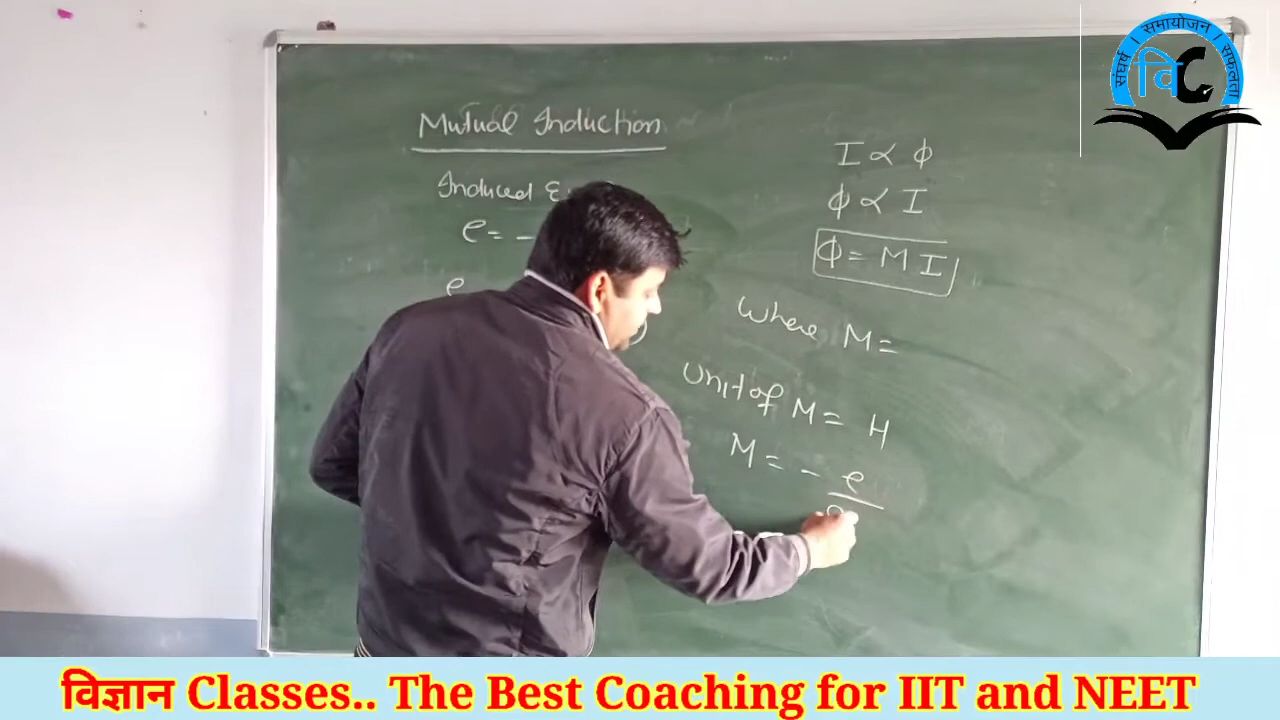 Mutual Induction
Induced
e = -
e
I ∝ φ
φ ∝ I
φ = M I
Where M =
Unit of M = H
M = - e
संघर्ष । समायोजन । सफलता
विC
विज्ञान Classes.. The Best Coaching for IIT and NEET